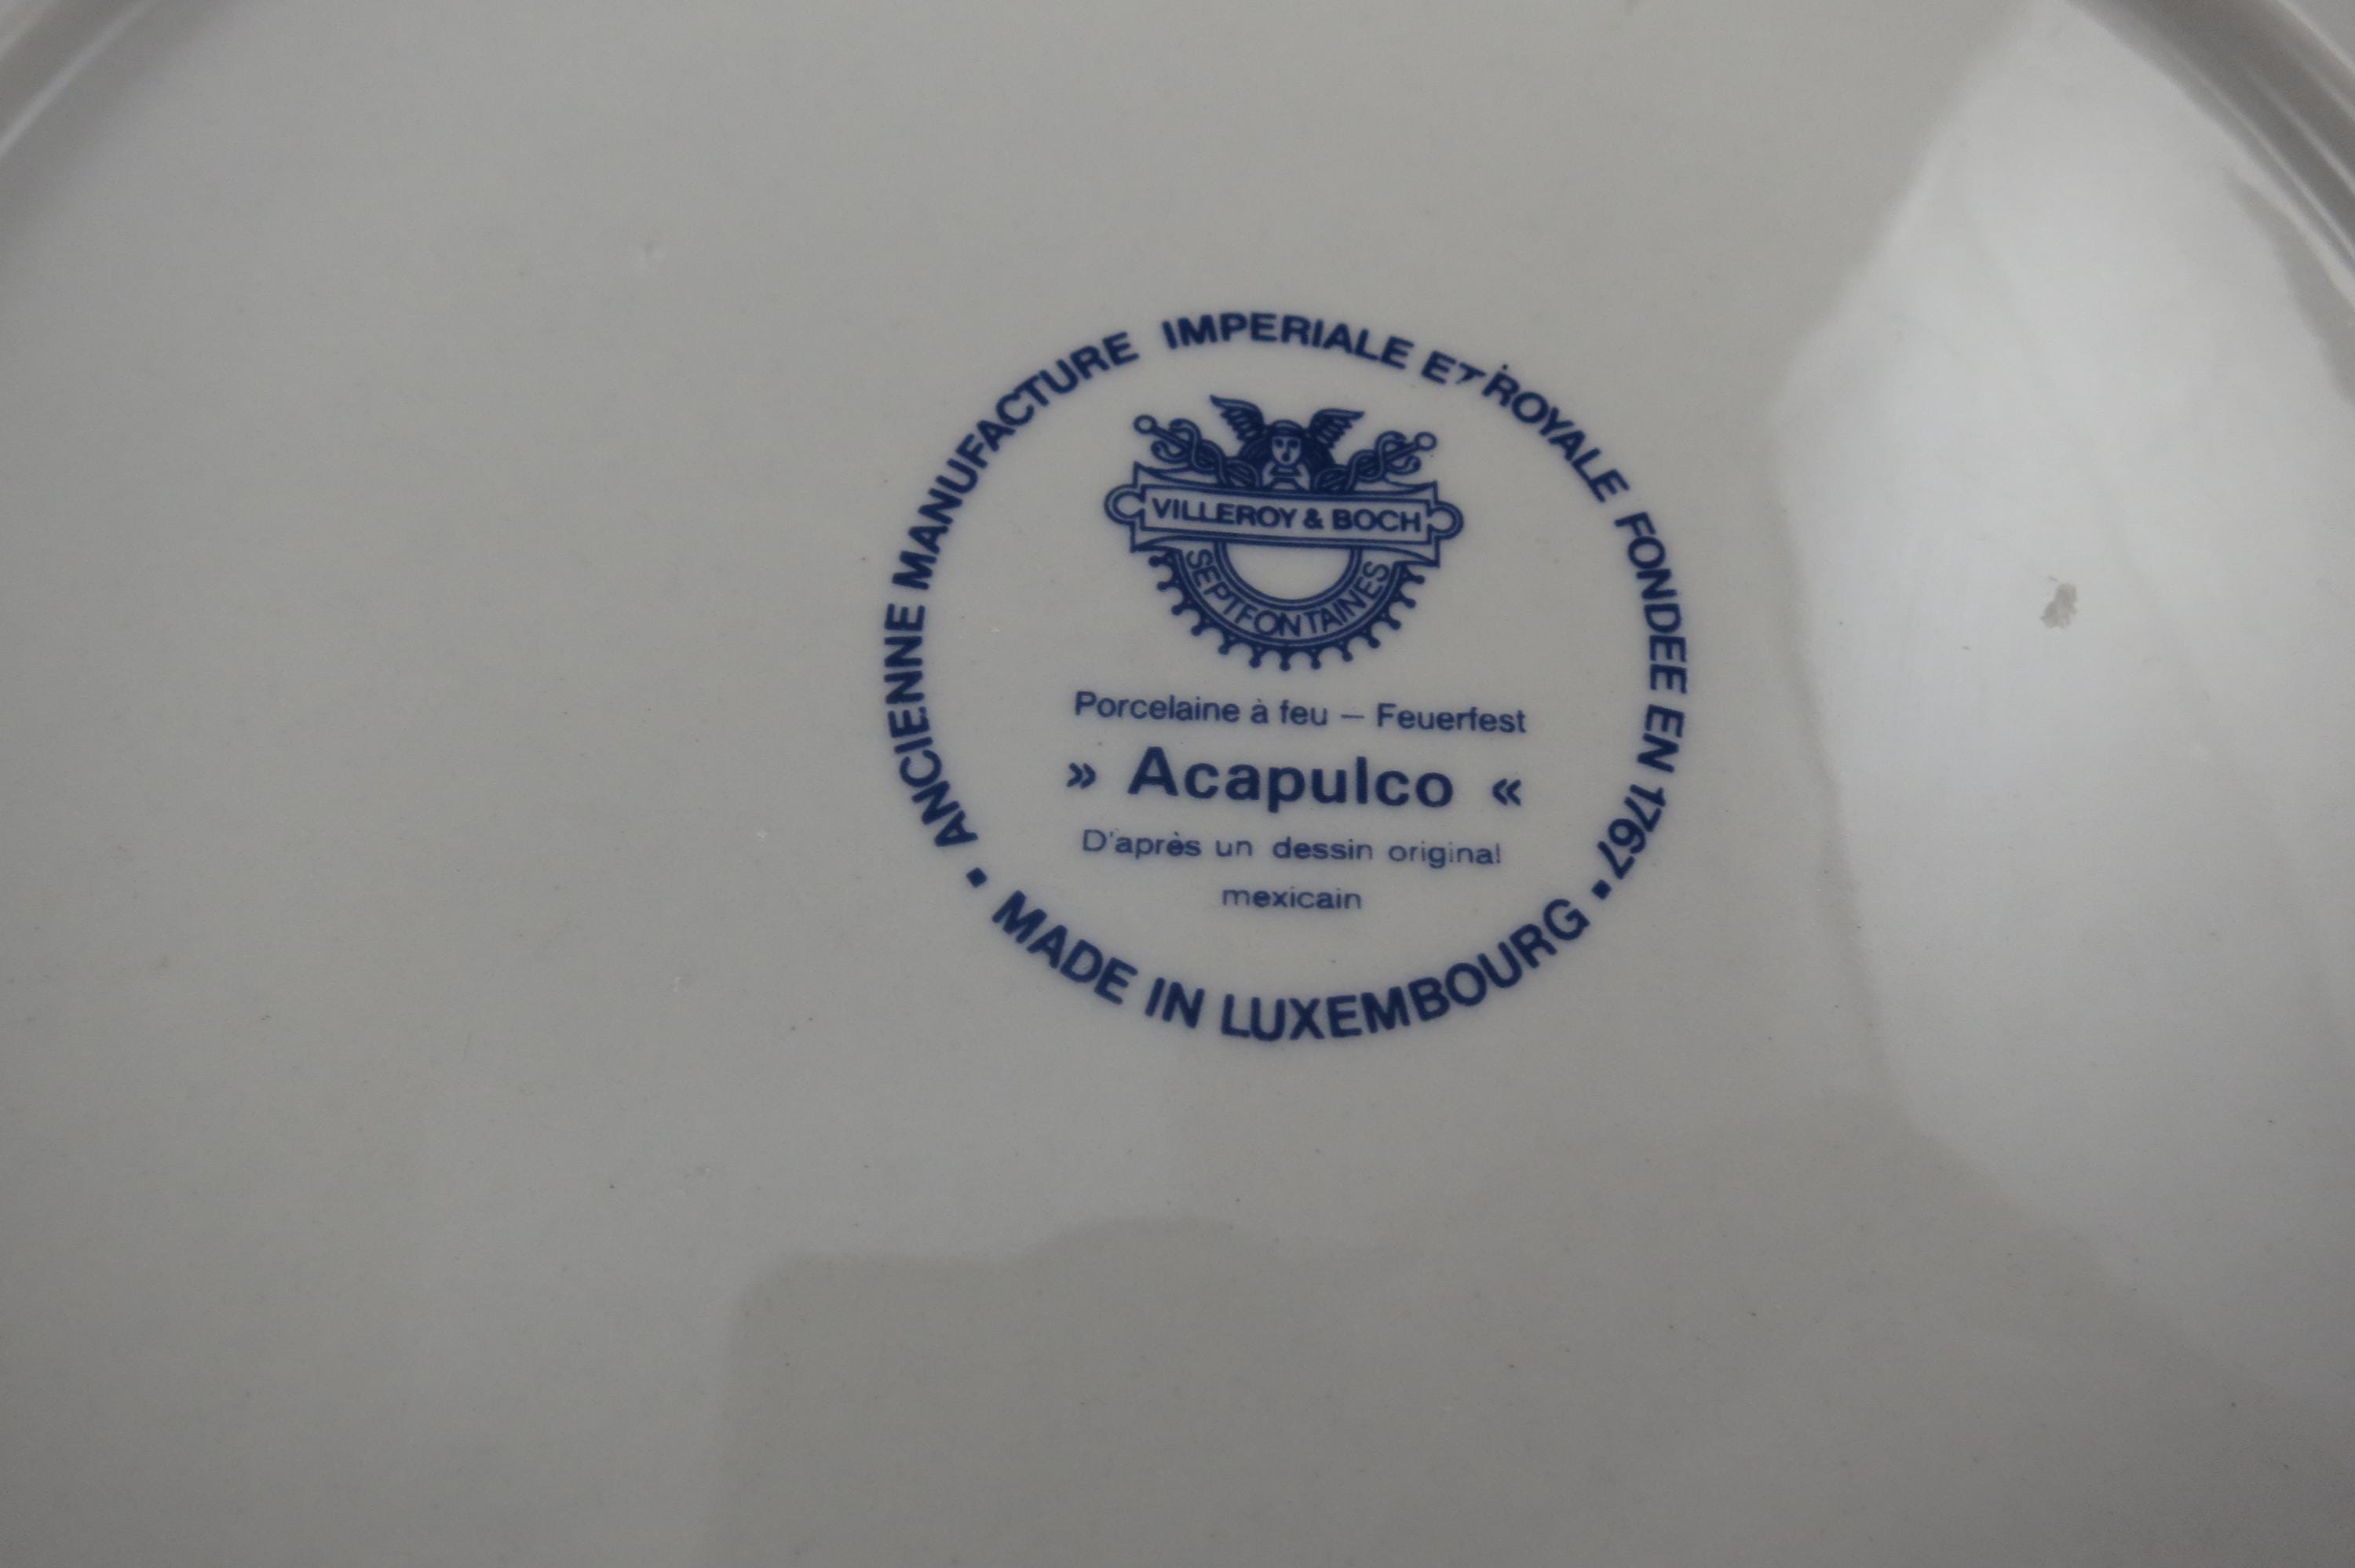 ANCIENNE MANUFACTURE IMPERIALE ET ROYALE FONDEE EN 1767 ▪
VILLEROY & BOCH
SEPTFONTAINES
Porcelaine à feu – Feuerfest
» Acapulco «
D'après un dessin original
mexicain
▪ MADE IN LUXEMBOURG